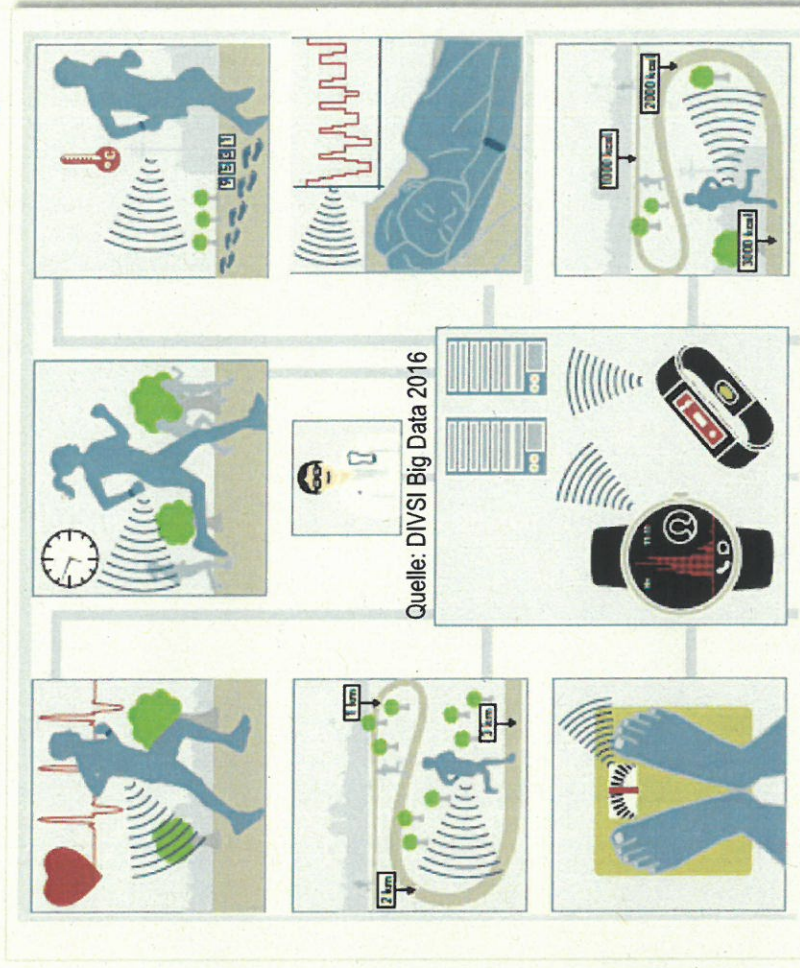 2000 kcal
1000 kcal
3000 kcal
Quelle: DIVSI Big Data 2016
1 km
3 km
2 km